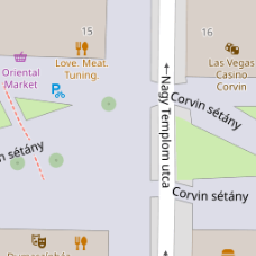 15
16
Love. Meat.
Tuning.
Oriental
Market
Las Vegas
Casino
Corvin
Nagy Templom utca
Corvin sétány
sétány
Corvin sétány